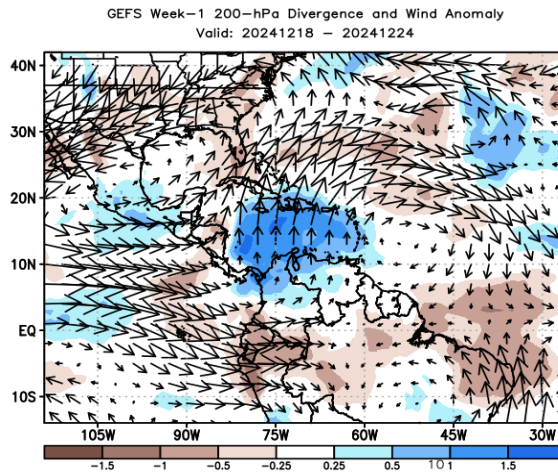 GEFS Week-1 200-hPa Divergence and Wind Anomaly
Valid: 20241218 - 20241224
40N
30N
20N
10N
EQ
10S
105W 90W 75W 60W 45W 30W
-1.5 -1 -0.5 -0.25 0.25 0.5 1 1.5
10